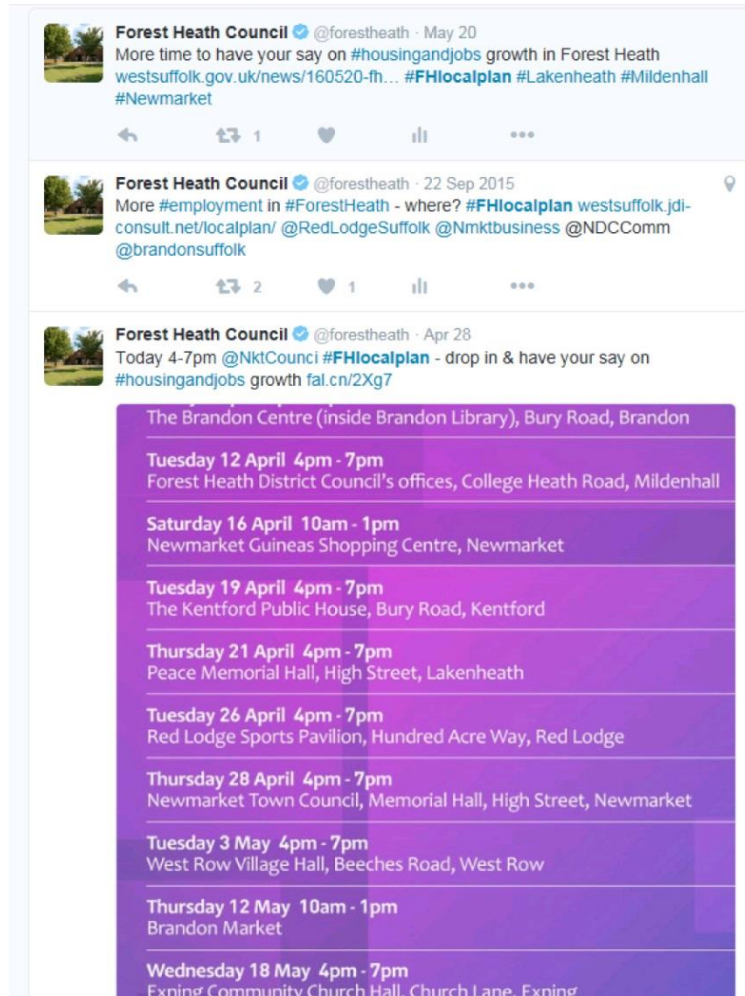 Forest Heath Council @forestheath · May 20
More time to have your say on #housingandjobs growth in Forest Heath
westsuffolk.gov.uk/news/160520-fh... #FHlocalplan #Lakenheath #Mildenhall
#Newmarket
1
Forest Heath Council @forestheath · 22 Sep 2015
More #employment in #ForestHeath - where? #FHlocalplan westsuffolk.jdi-
consult.net/localplan/ @RedLodgeSuffolk @Nmktbusiness @NDCComm
@brandonsuffolk
2 1
Forest Heath Council @forestheath · Apr 28
Today 4-7pm @NktCounci #FHlocalplan - drop in & have your say on
#housingandjobs growth fal.cn/2Xg7
The Brandon Centre (inside Brandon Library), Bury Road, Brandon
Tuesday 12 April 4pm - 7pm
Forest Heath District Council's offices, College Heath Road, Mildenhall
Saturday 16 April 10am - 1pm
Newmarket Guineas Shopping Centre, Newmarket
Tuesday 19 April 4pm - 7pm
The Kentford Public House, Bury Road, Kentford
Thursday 21 April 4pm - 7pm
Peace Memorial Hall, High Street, Lakenheath
Tuesday 26 April 4pm - 7pm
Red Lodge Sports Pavilion, Hundred Acre Way, Red Lodge
Thursday 28 April 4pm - 7pm
Newmarket Town Council, Memorial Hall, High Street, Newmarket
Tuesday 3 May 4pm - 7pm
West Row Village Hall, Beeches Road, West Row
Thursday 12 May 10am - 1pm
Brandon Market
Wednesday 18 May 4pm - 7pm
Exning Community Church Hall, Church Lane, Exning